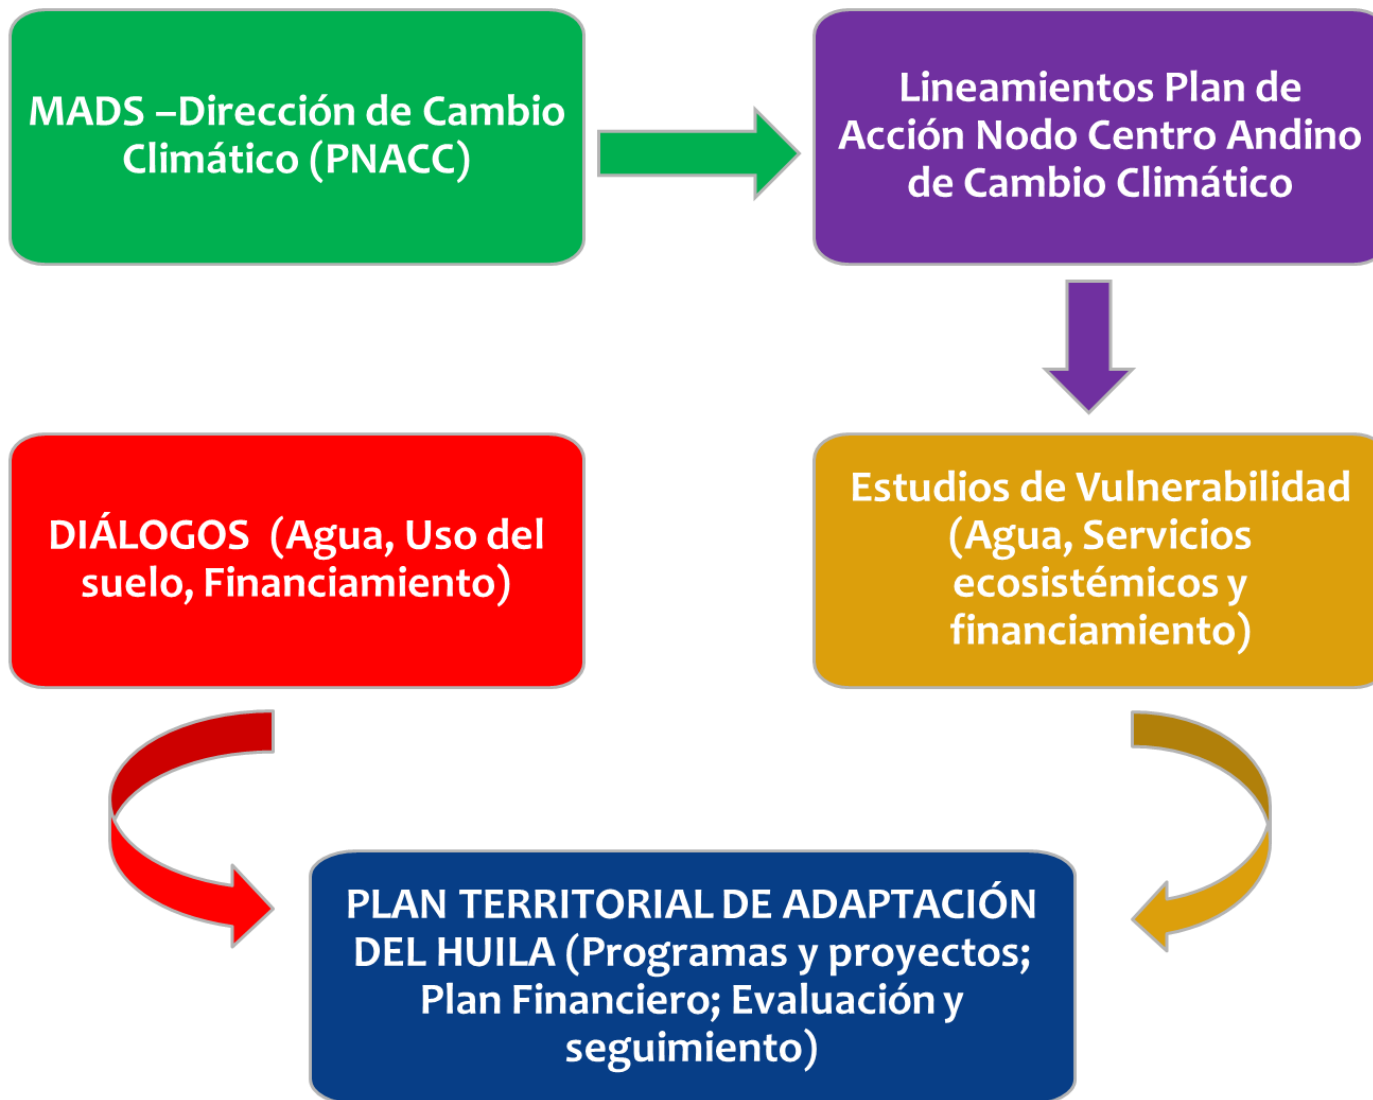 MADS –Dirección de Cambio
Climático (PNACC)
Lineamientos Plan de
Acción Nodo Centro Andino
de Cambio Climático
DIÁLOGOS  (Agua, Uso del
suelo, Financiamiento)
Estudios de Vulnerabilidad
(Agua, Servicios
ecosistémicos y
financiamiento)
PLAN TERRITORIAL DE ADAPTACIÓN
DEL HUILA (Programas y proyectos;
Plan Financiero; Evaluación y
seguimiento)